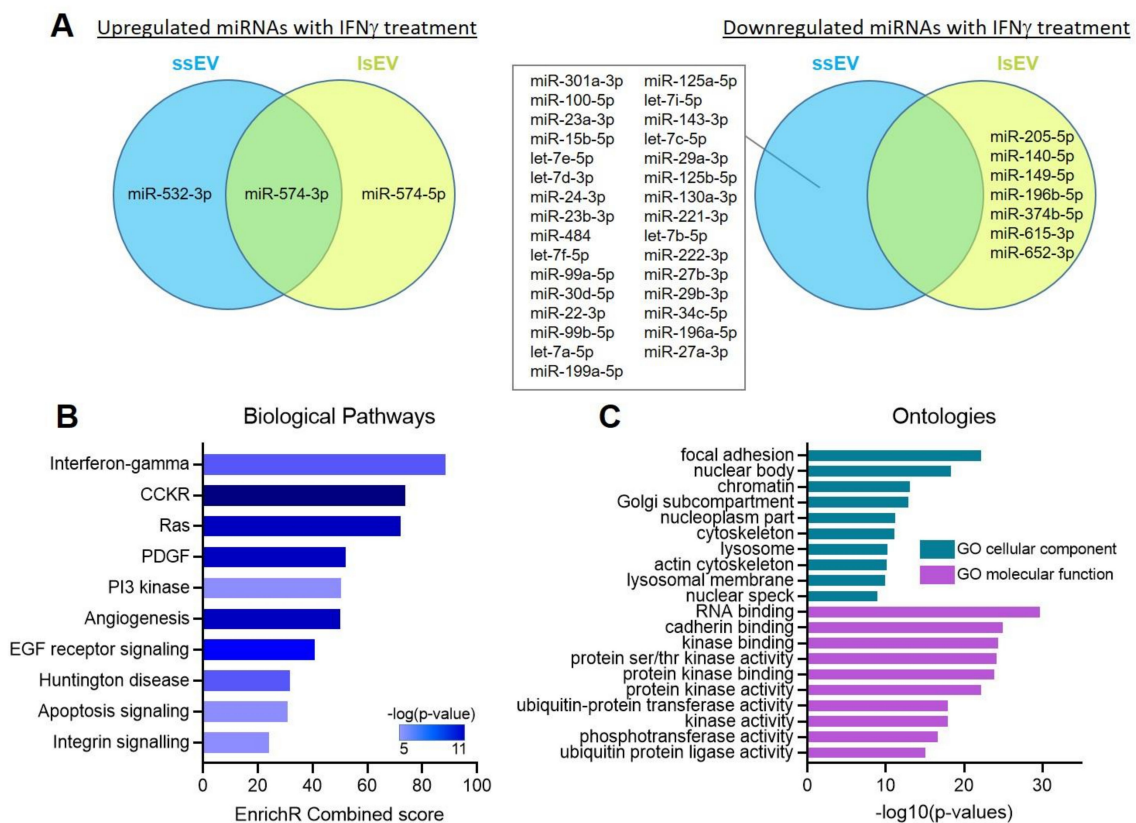 A
Upregulated miRNAs with IFNγ treatment
ssEV
lsEV
miR-532-3p
miR-574-3p
miR-574-5p
Downregulated miRNAs with IFNγ treatment
ssEV
lsEV
miR-301a-3p miR-125a-5p
miR-100-5p let-7i-5p
miR-23a-3p miR-143-3p
miR-15b-5p let-7c-5p
let-7e-5p miR-29a-3p
let-7d-3p miR-125b-5p
miR-24-3p miR-130a-3p
miR-23b-3p miR-221-3p
miR-484 let-7b-5p
let-7f-5p miR-222-3p
miR-99a-5p miR-27b-3p
miR-30d-5p miR-29b-3p
miR-22-3p miR-34c-5p
miR-99b-5p miR-196a-5p
let-7a-5p miR-27a-3p
miR-199a-5p
miR-205-5p
miR-140-5p
miR-149-5p
miR-196b-5p
miR-374b-5p
miR-615-3p
miR-652-3p
B
Biological Pathways
Interferon-gamma
CCKR
Ras
PDGF
PI3 kinase
Angiogenesis
EGF receptor signaling
Huntington disease
Apoptosis signaling
Integrin signalling
-log(p-value)
5 11
0 20 40 60 80 100
EnrichR Combined score
C
Ontologies
focal adhesion
nuclear body
chromatin
Golgi subcompartment
nucleoplasm part
cytoskeleton
lysosome
actin cytoskeleton
lysosomal membrane
nuclear speck
RNA binding
cadherin binding
kinase binding
protein ser/thr kinase activity
protein kinase binding
protein kinase activity
ubiquitin-protein transferase activity
kinase activity
phosphotransferase activity
ubiquitin protein ligase activity
GO cellular component
GO molecular function
0 10 20 30
-log10(p-values)